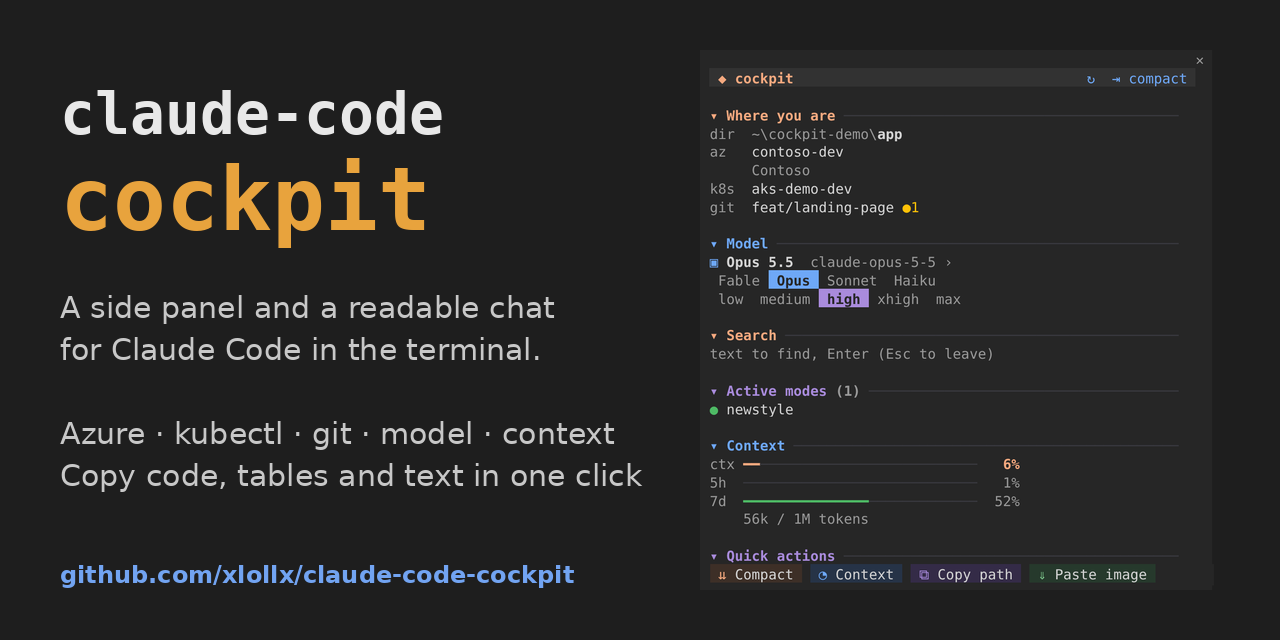 claude-code
cockpit
A side panel and a readable chat
for Claude Code in the terminal.
Azure · kubectl · git · model · context
Copy code, tables and text in one click
github.com/xlollx/claude-code-cockpit
×
◆ cockpit ↻ ⇥ compact
▾ Where you are
dir ~\cockpit-demo\app
az contoso-dev
Contoso
k8s aks-demo-dev
git feat/landing-page ●1
▾ Model
▣ Opus 5.5 claude-opus-5-5 ›
Fable Opus Sonnet Haiku
low medium high xhigh max
▾ Search
text to find, Enter (Esc to leave)
▾ Active modes (1)
● newstyle
▾ Context
ctx 6%
5h 1%
7d 52%
56k / 1M tokens
▾ Quick actions
⇊ Compact ◔ Context ⧉ Copy path ⇓ Paste image